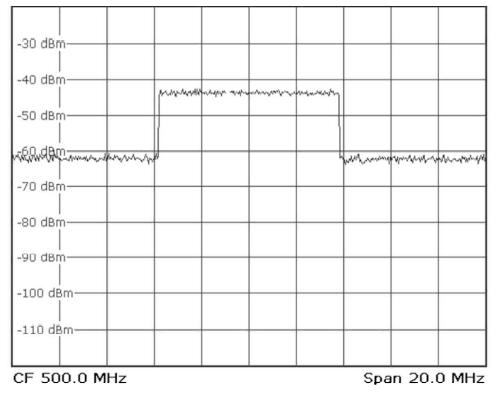 -30 dBm
-40 dBm
-50 dBm
-60 dBm
-70 dBm
-80 dBm
-90 dBm
-100 dBm
-110 dBm
CF 500.0 MHz Span 20.0 MHz